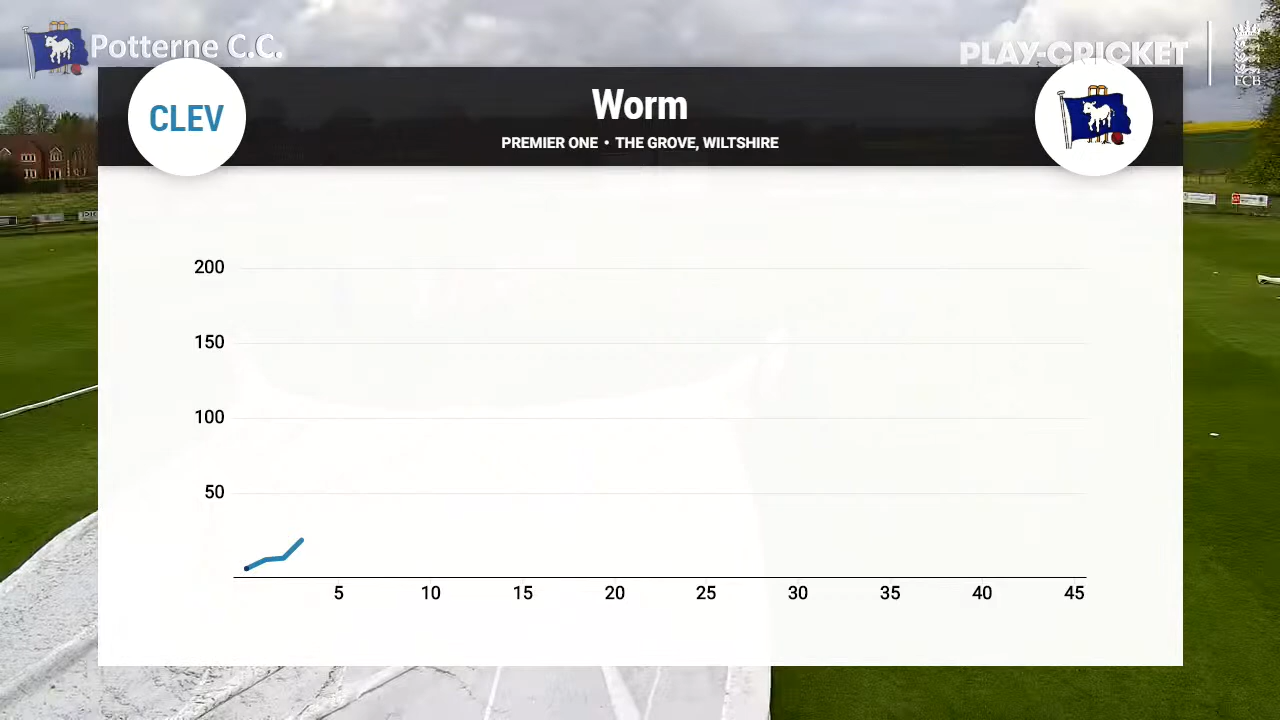 Potterne C.C.
PLAY-CRICKET
ECB
CLEV
Worm
PREMIER ONE • THE GROVE, WILTSHIRE
200
150
100
50
5 10 15 20 25 30 35 40 45